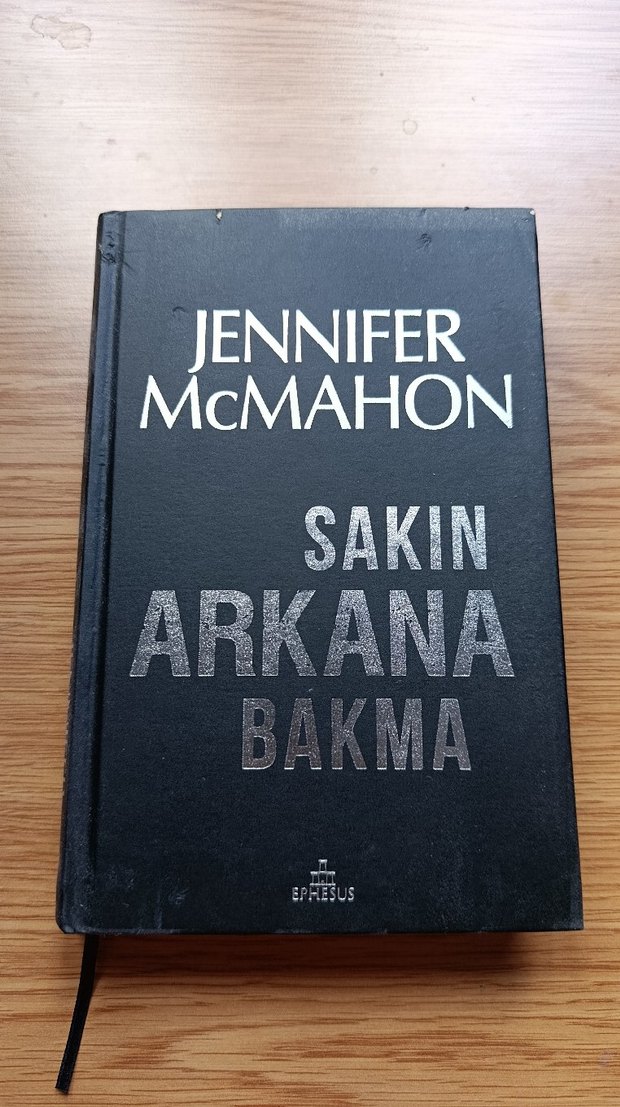 JENNIFER
McMAHON
SAKIN
ARKANA
BAKMA
EPHESUS